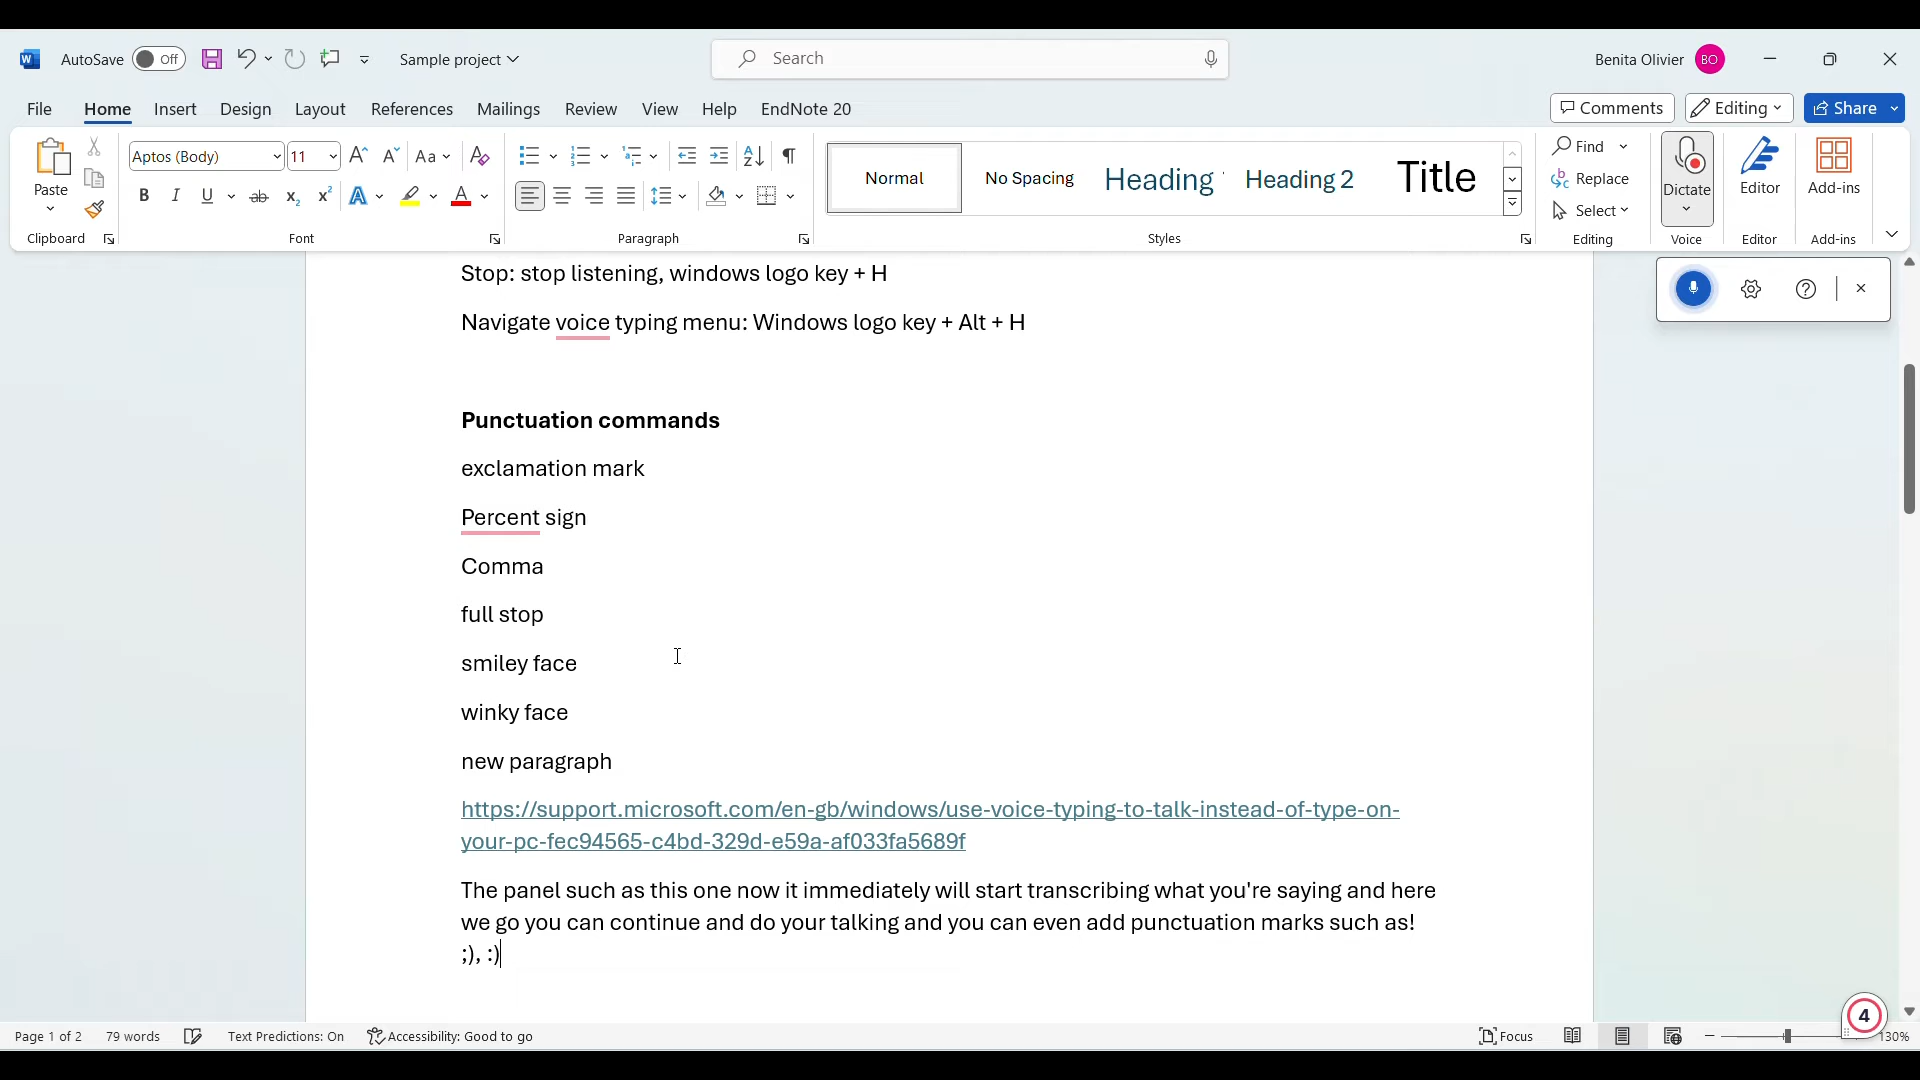 AutoSave Off Sample project Search Benita Olivier BO
File Home Insert Design Layout References Mailings Review View Help EndNote 20 Comments Editing Share
Paste Aptos (Body) 11 Aa Normal No Spacing Heading Heading 2 Title Find Replace Select Dictate Editor Add-ins
Clipboard Font Paragraph Styles Editing Voice Editor Add-ins
Stop: stop listening, windows logo key + H
Navigate voice typing menu: Windows logo key + Alt + H
Punctuation commands
exclamation mark
Percent sign
Comma
full stop
smiley face
winky face
new paragraph
https://support.microsoft.com/en-gb/windows/use-voice-typing-to-talk-instead-of-type-on-
your-pc-fec94565-c4bd-329d-e59a-af033fa5689f
The panel such as this one now it immediately will start transcribing what you're saying and here
we go you can continue and do your talking and you can even add punctuation marks such as!
;), :)
4
Page 1 of 2 79 words Text Predictions: On Accessibility: Good to go Focus 130%